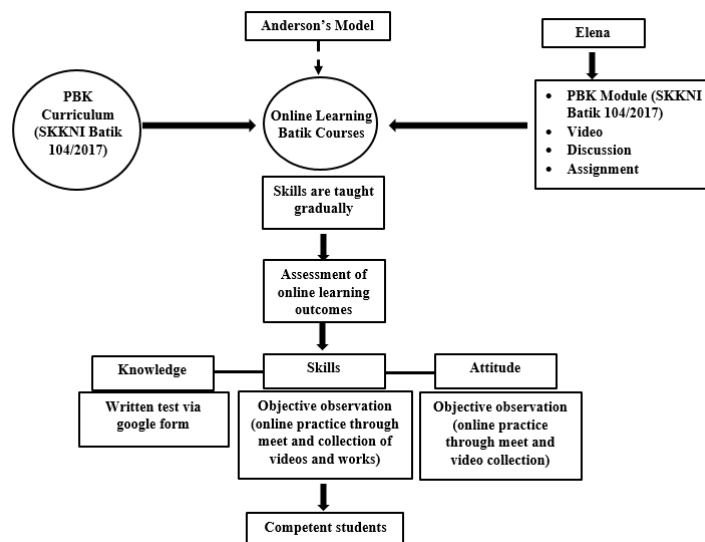 Anderson's Model
Elena
PBK
Curriculum
(SKKNI Batik
104/2017)
Online Learning
Batik Courses
• PBK Module (SKKNI
Batik 104/2017)
• Video
• Discussion
• Assignment
Skills are taught
gradually
Assessment of
online learning
outcomes
Knowledge
Skills
Attitude
Written test via
google form
Objective observation
(online practice through
meet and collection of
videos and works)
Objective observation
(online practice
through meet and
video collection)
Competent students